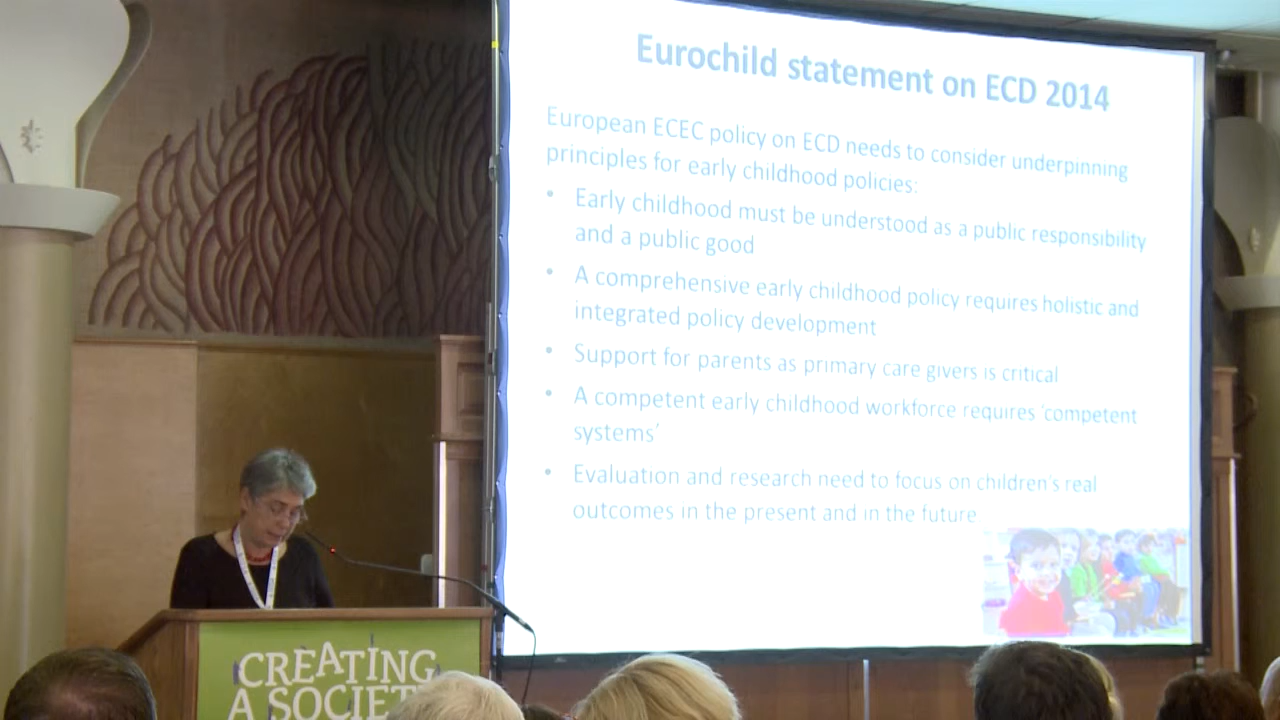 Eurochild statement on ECD 2014
European ECEC policy on ECD needs to consider underpinning
principles for early childhood policies:
• Early childhood must be understood as a public responsibility
and a public good
• A comprehensive early childhood policy requires holistic and
integrated policy development
• Support for parents as primary care givers is critical
• A competent early childhood workforce requires 'competent
systems'
• Evaluation and research need to focus on children's real
outcomes in the present and in the future
CREATING
A SOCIETY